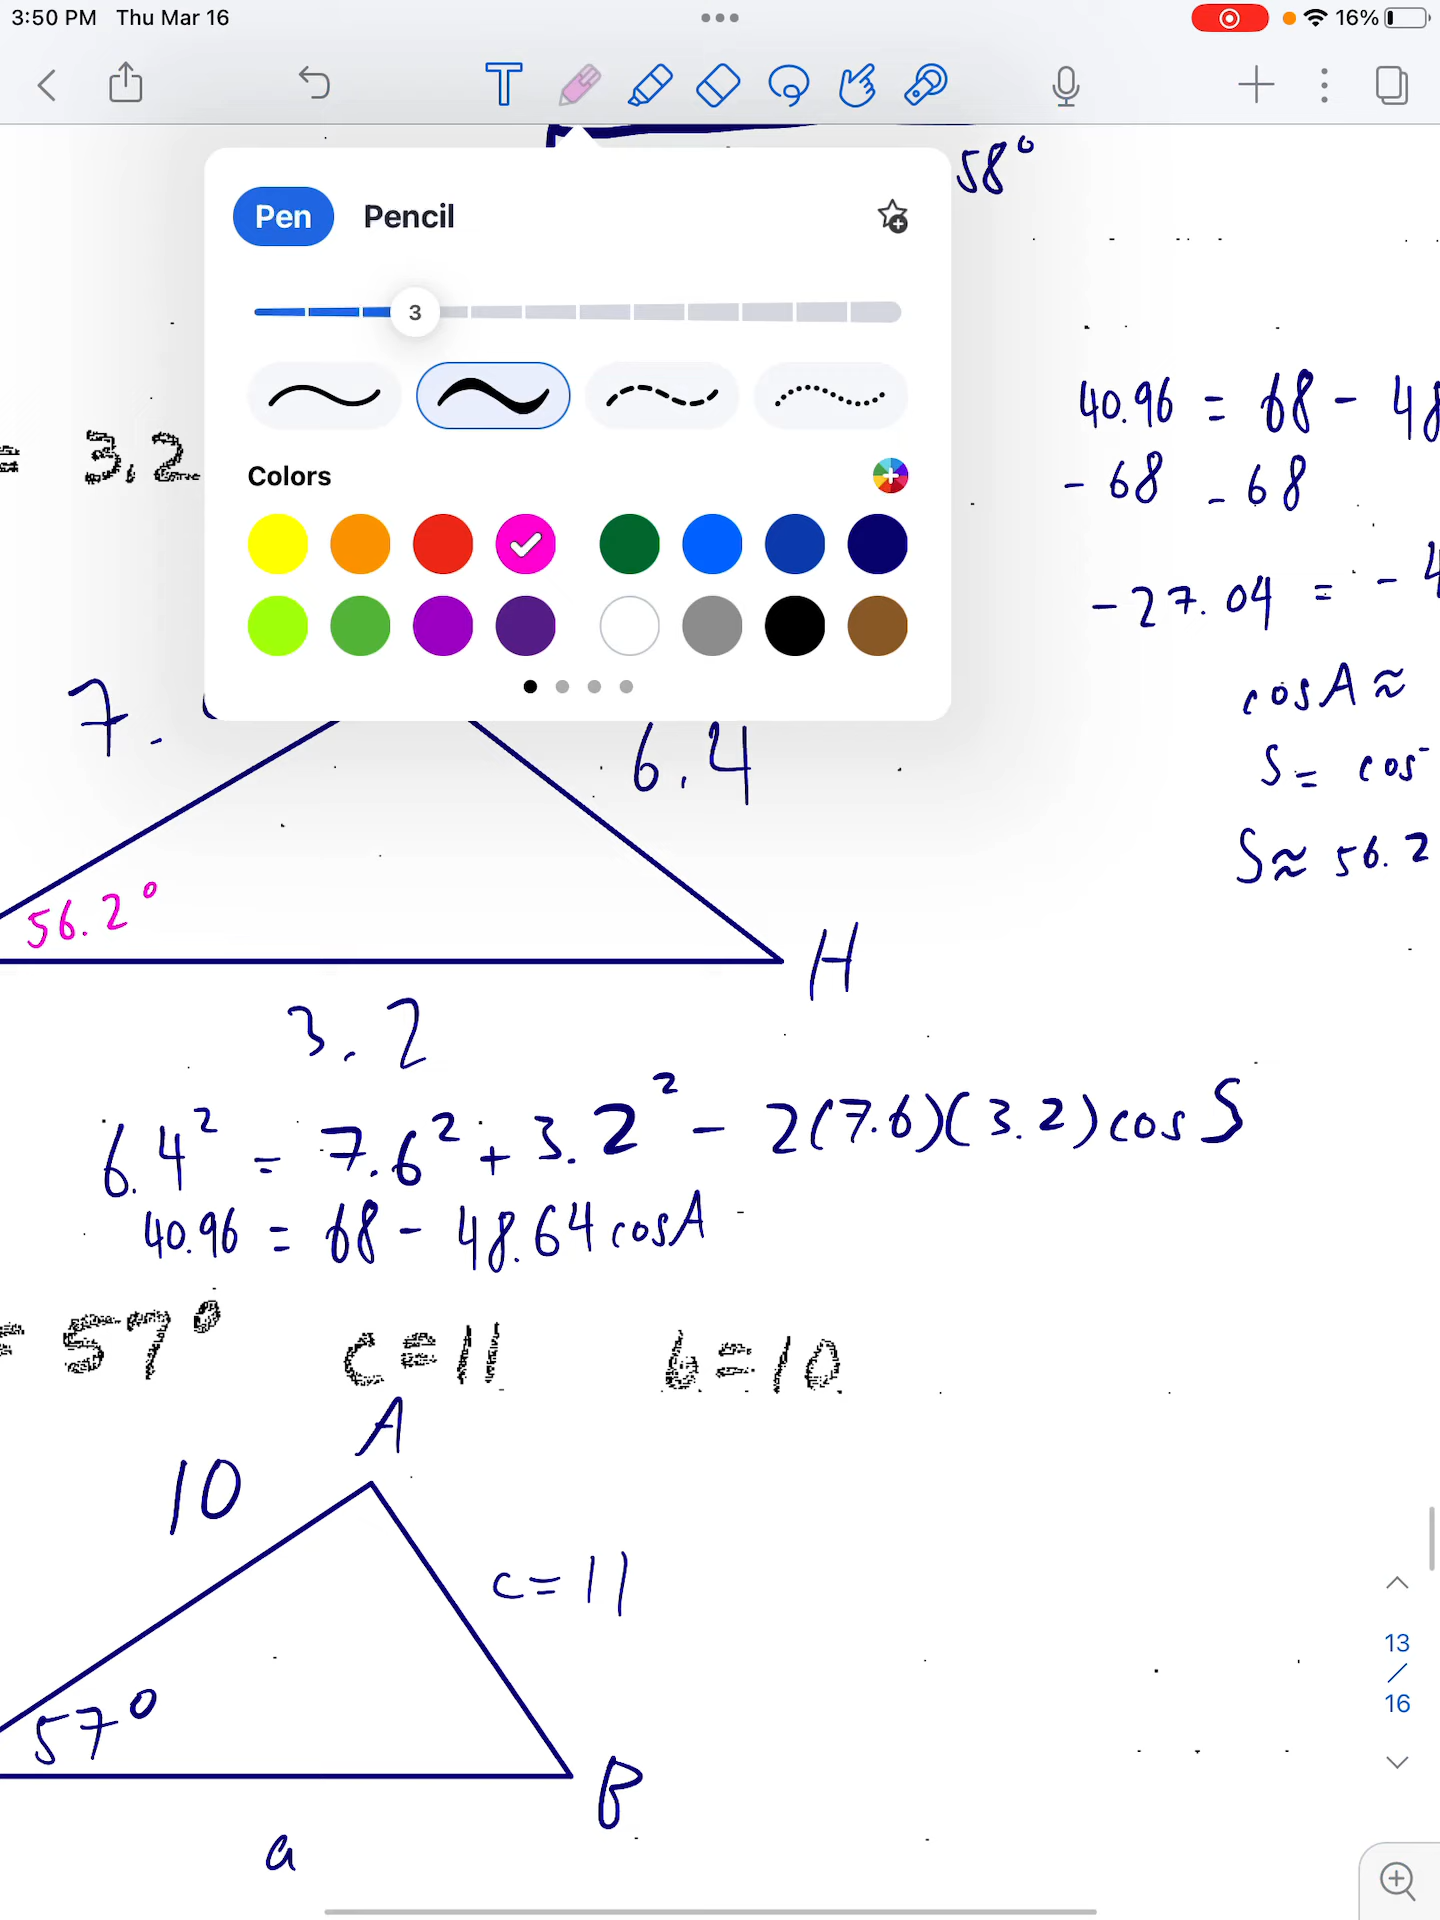 3:50 PM Thu Mar 16
16%
T
58°
Pen Pencil
3
40.96 = 68 - 48
- 68 - 68
= 3.2
Colors
-27.04 = - 4
cosA ≈
S = cos⁻
S ≈ 56.2
7.
6.4
56.2°
H
3.2
6.4² = 7.6² + 3.2² - 2(7.6)(3.2)cos S
40.96 = 68 - 48.64 cosA
= 57° c=11 b=10
A
10
c= 11
57°
B
a
13
/
16